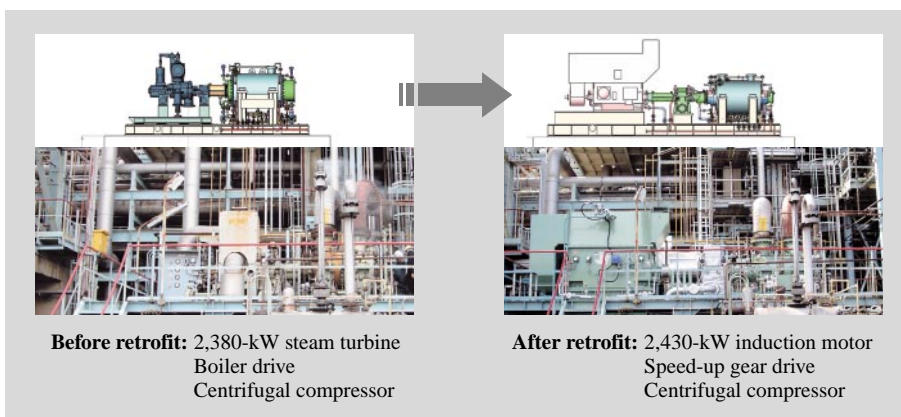 Before retrofit: 2,380-kW steam turbine
Boiler drive
Centrifugal compressor
After retrofit: 2,430-kW induction motor
Speed-up gear drive
Centrifugal compressor